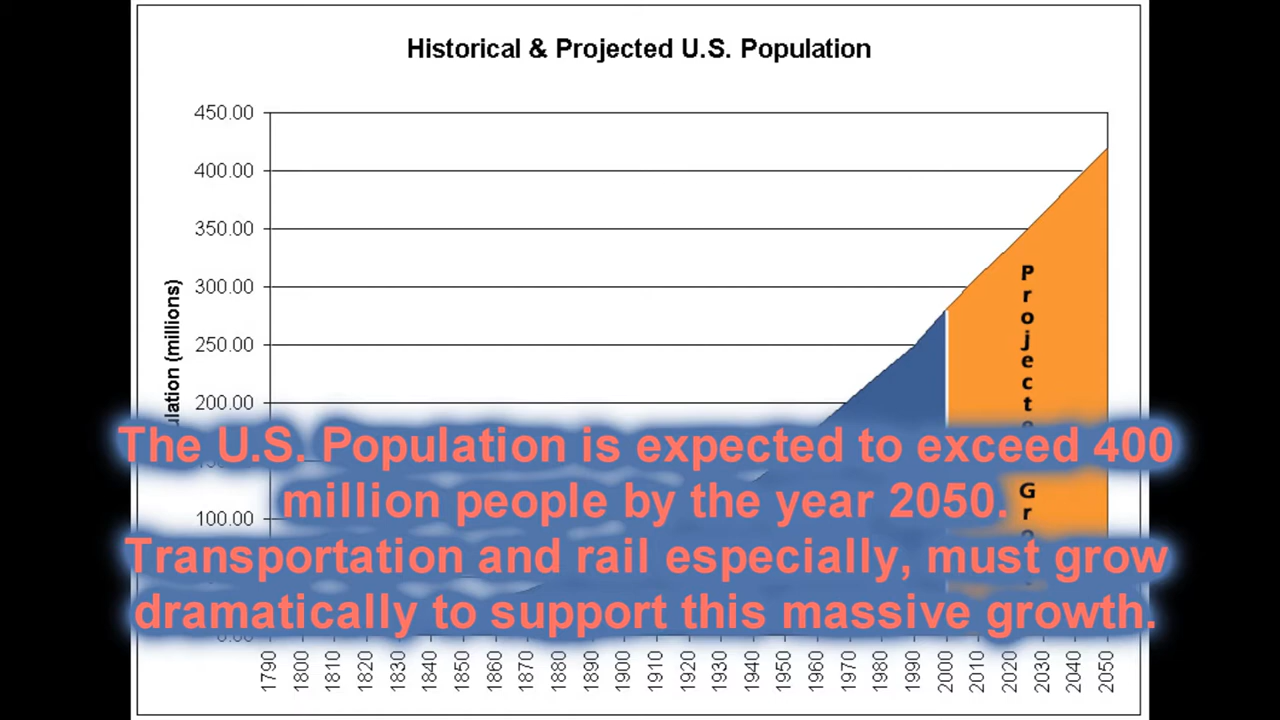 Historical & Projected U.S. Population
450.00
400.00
350.00
300.00
250.00
200.00
100.00
(millions)
Projecte
Gro
The U.S. Population is expected to exceed 400
million people by the year 2050.
Transportation and rail especially, must grow
dramatically to support this massive growth.
1790 1800 1810 1820 1830 1840 1850 1860 1870 1880 1890 1900 1910 1920 1930 1940 1950 1960 1970 1980 1990 2000 2010 2020 2030 2040 2050